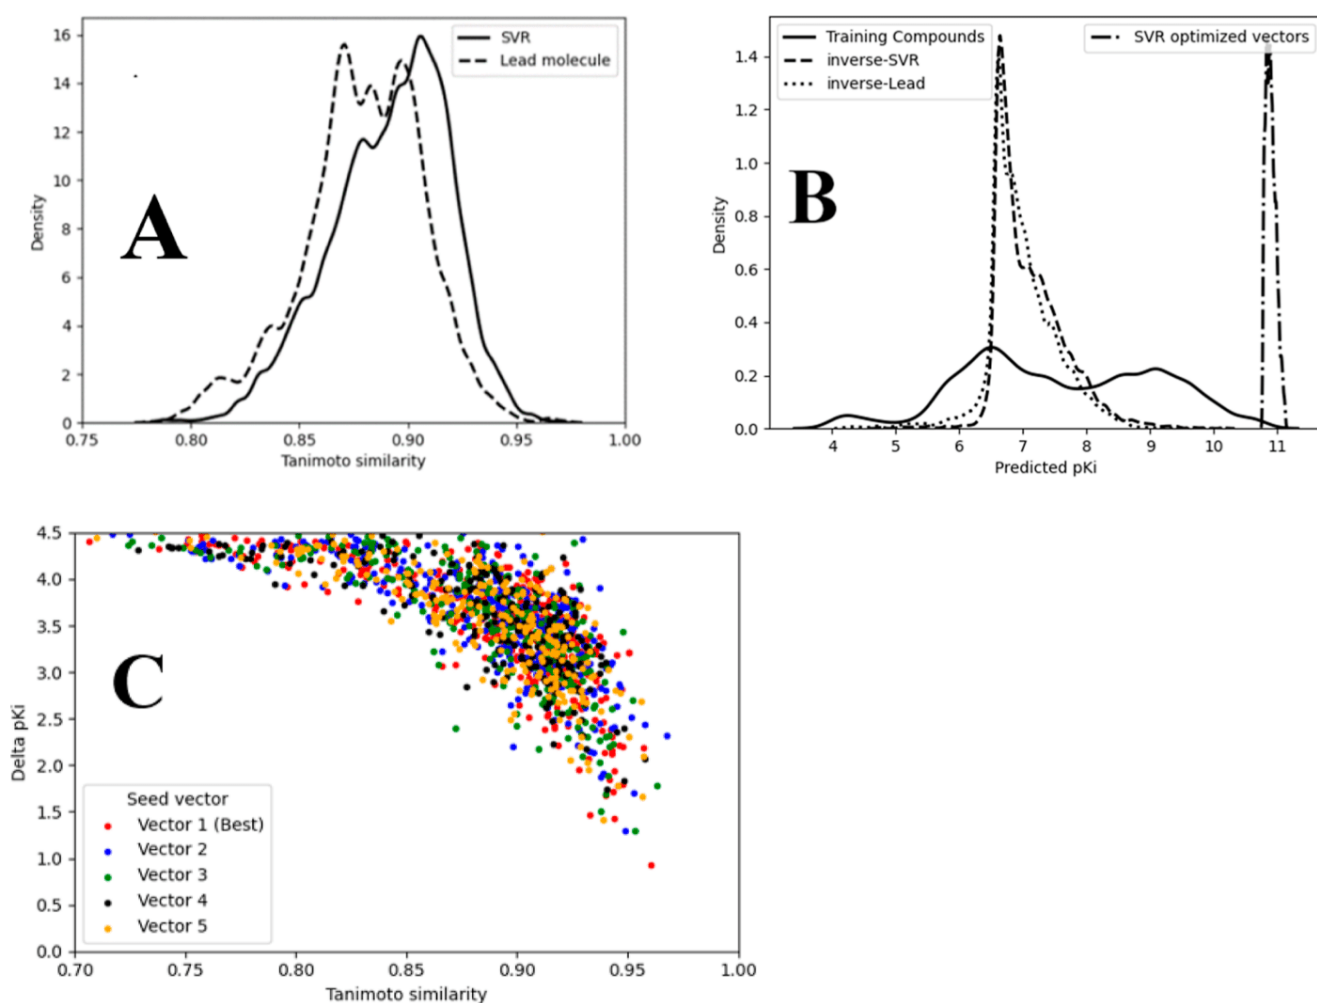 16
14
12
10
8
6
4
2
0
Density
SVR
Lead molecule
A
0.75 0.80 0.85 0.90 0.95 1.00
Tanimoto similarity
1.4
1.2
1.0
0.8
0.6
0.4
0.2
0.0
Density
Training Compounds
inverse-SVR
inverse-Lead
SVR optimized vectors
B
4 5 6 7 8 9 10 11
Predicted pKi
4.5
4.0
3.5
3.0
2.5
2.0
1.5
1.0
0.5
0.0
Delta pKi
C
Seed vector
Vector 1 (Best)
Vector 2
Vector 3
Vector 4
Vector 5
0.70 0.75 0.80 0.85 0.90 0.95 1.00
Tanimoto similarity